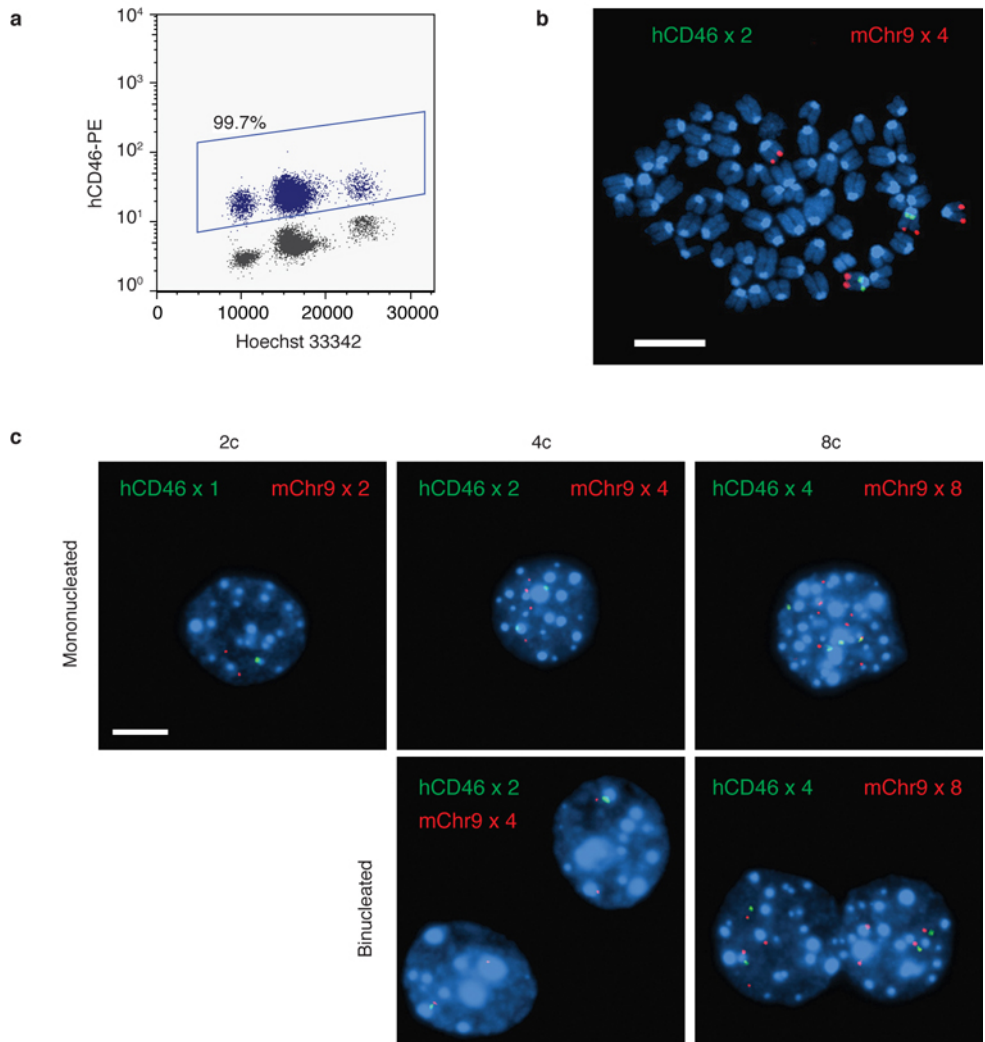 a
10⁴
10³
10²
10¹
10⁰
hCD46-PE
99.7%
0
10000
20000
30000
Hoechst 33342
b
hCD46 x 2 mChr9 x 4
c
2c
4c
8c
Mononucleated
hCD46 x 1 mChr9 x 2
hCD46 x 2 mChr9 x 4
hCD46 x 4 mChr9 x 8
Binucleated
hCD46 x 2
mChr9 x 4
hCD46 x 4 mChr9 x 8